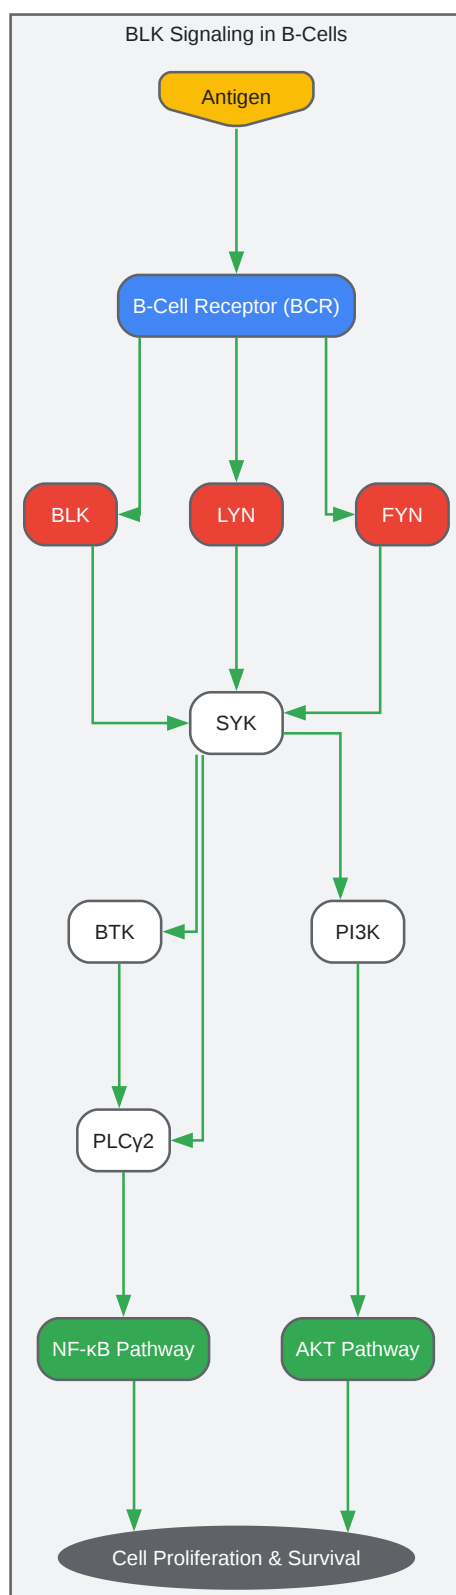 BLK Signaling in B-Cells
Antigen
B-Cell Receptor (BCR)
BLK
LYN
FYN
SYK
BTK
PI3K
PLCγ2
NF-κB Pathway
AKT Pathway
Cell Proliferation & Survival